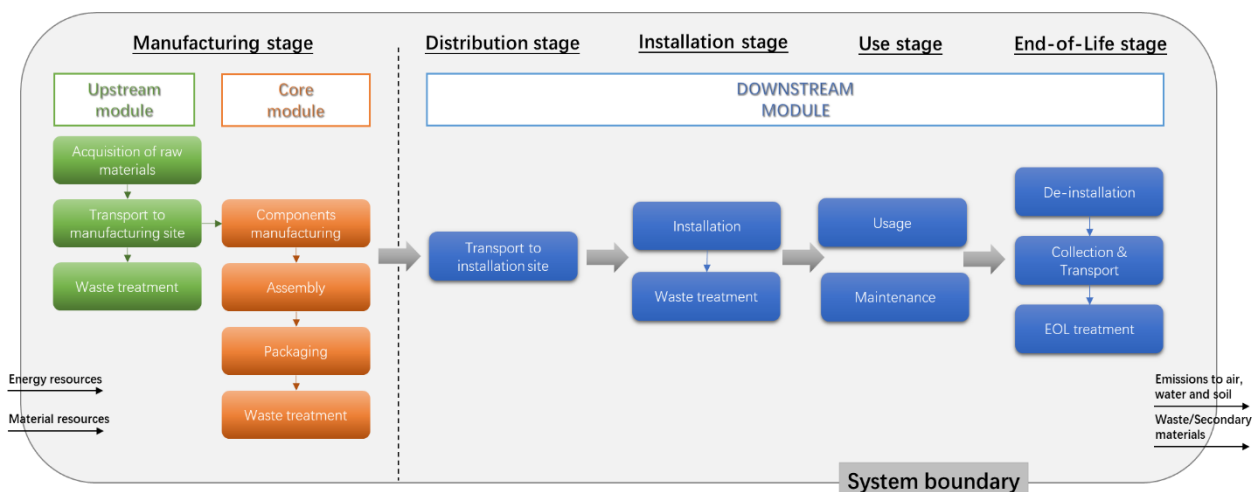 Manufacturing stage
Distribution stage
Installation stage
Use stage
End-of-Life stage
Upstream
module
Core
module
DOWNSTREAM
MODULE
Acquisition of raw
materials
Transport to
manufacturing site
Waste treatment
Components
manufacturing
Assembly
Packaging
Waste treatment
Transport to
installation site
Installation
Waste treatment
Usage
Maintenance
De-installation
Collection &
Transport
EOL treatment
Energy resources
Material resources
Emissions to air,
water and soil
Waste/Secondary
materials
System boundary